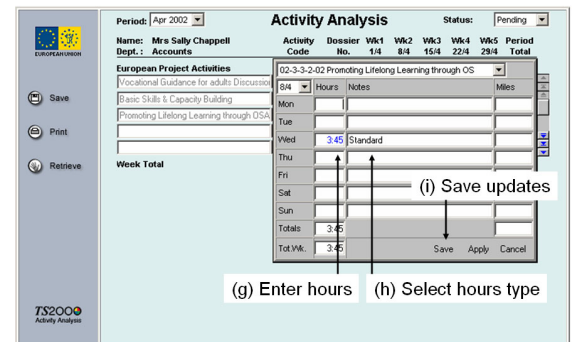 Period: Apr 2002 Activity Analysis Status: Pending
Name: Mrs Sally Chappell Activity Dossier Wk1 Wk2 Wk3 Wk4 Wk5 Period
Dept.: Accounts Code No. 1/4 8/4 15/4 22/4 29/4 Total
EUROPEAN UNION
European Project Activities
Vocational Guidance for adults Discussion
Basic Skills & Capacity Building
Promoting Lifelong Learning through OSA
Week Total
Save
Print
Retrieve
TS2000
Activity Analysis
02-3-3-2-02 Promoting Lifelong Learning through OS
8/4 Hours Notes Miles
Mon
Tue
Wed 3:45 Standard
Thu
Fri
Sat
Sun
Totals 3:45
Tot.Wk. 3:45 Save Apply Cancel
(i) Save updates
(g) Enter hours (h) Select hours type